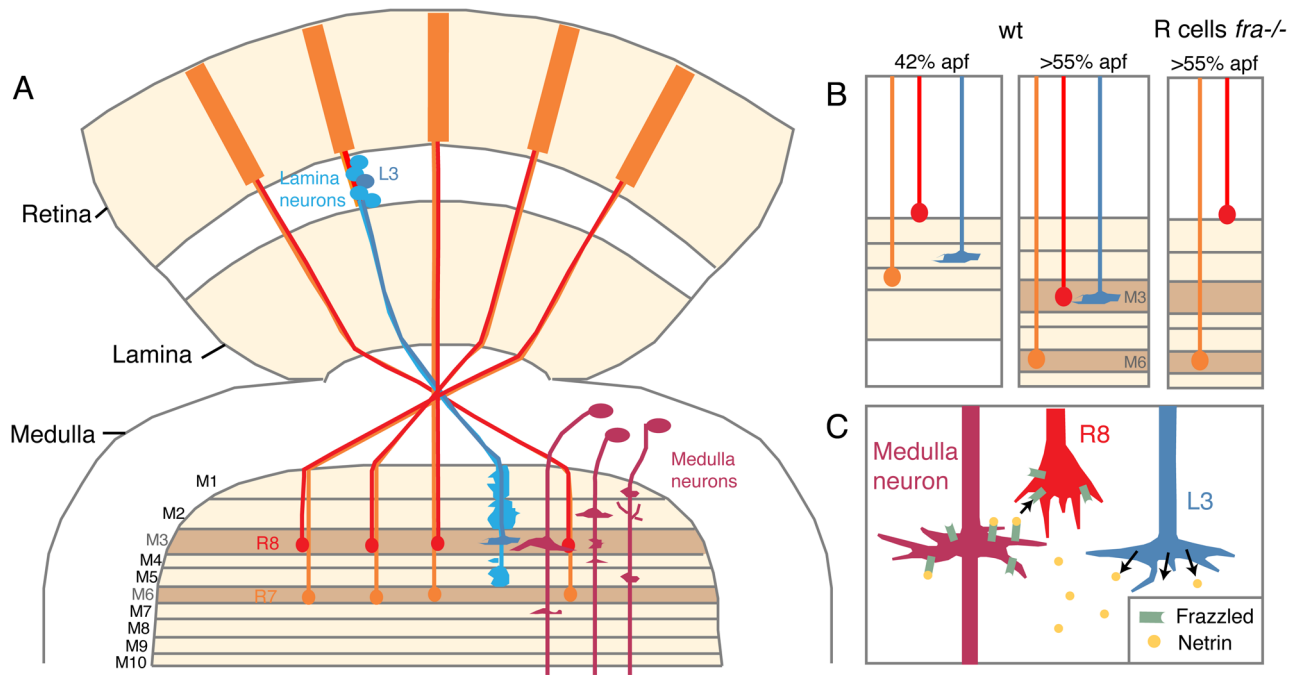 A
Retina
Lamina
Medulla
Lamina
neurons
L3
Medulla
neurons
M1
M2
M3
M4
M5
M6
M7
M8
M9
M10
R8
R7
wt
R cells fra-/-
42% apf
>55% apf
>55% apf
B
M3
M6
C
Medulla
neuron
R8
L3
Frazzled
Netrin